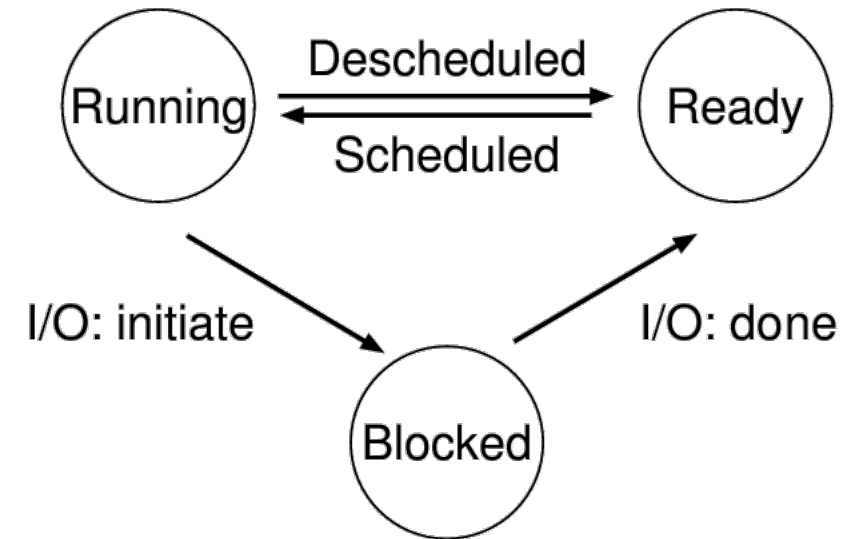 Descheduled
Running
Ready
Scheduled
I/O: initiate
I/O: done
Blocked